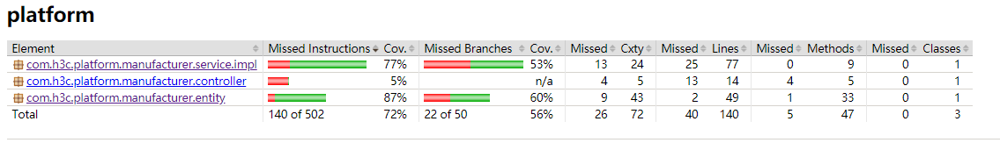 platform
Element Missed Instructions Cov. Missed Branches Cov. Missed Cxty Missed Lines Missed Methods Missed Classes
com.h3c.platform.manufacturer.service.impl 77% 53% 13 24 25 77 0 9 0 1
com.h3c.platform.manufacturer.controller 5% n/a 4 5 13 14 4 5 0 1
com.h3c.platform.manufacturer.entity 87% 60% 9 43 2 49 1 33 0 1
Total 140 of 502 72% 22 of 50 56% 26 72 40 140 5 47 0 3